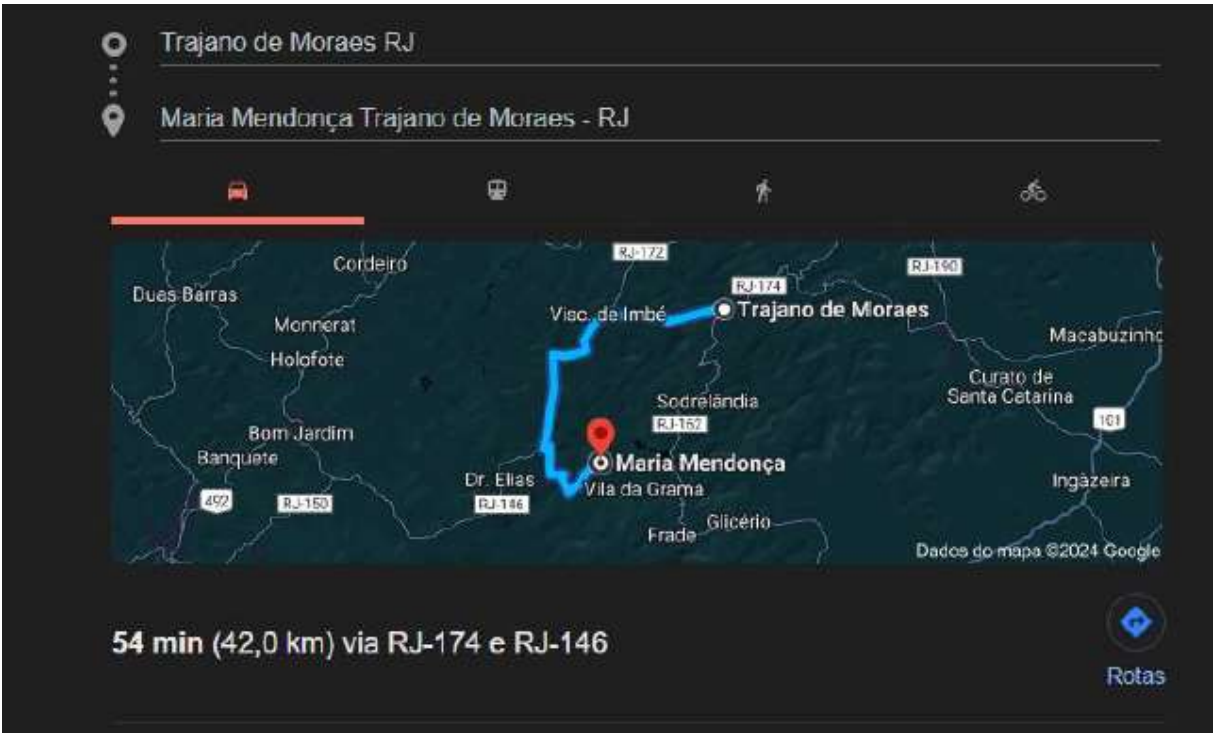 Trajano de Moraes RJ
Maria Mendonça Trajano de Moraes - RJ
Cordeiro
RJ-172
RJ-190
Duas Barras
RJ-174
Visc. de Imbé
Trajano de Moraes
Monnerat
Macabuzinho
Holofote
Curato de
Santa Catarina
Sodrelândia
RJ-162
101
Bom Jardim
Banquete
Maria Mendonça
Dr. Elias
Vila da Grama
Ingazeira
492
RJ-150
RJ-146
Glicério
Frade
Dados do mapa ©2024 Google
54 min (42,0 km) via RJ-174 e RJ-146
Rotas